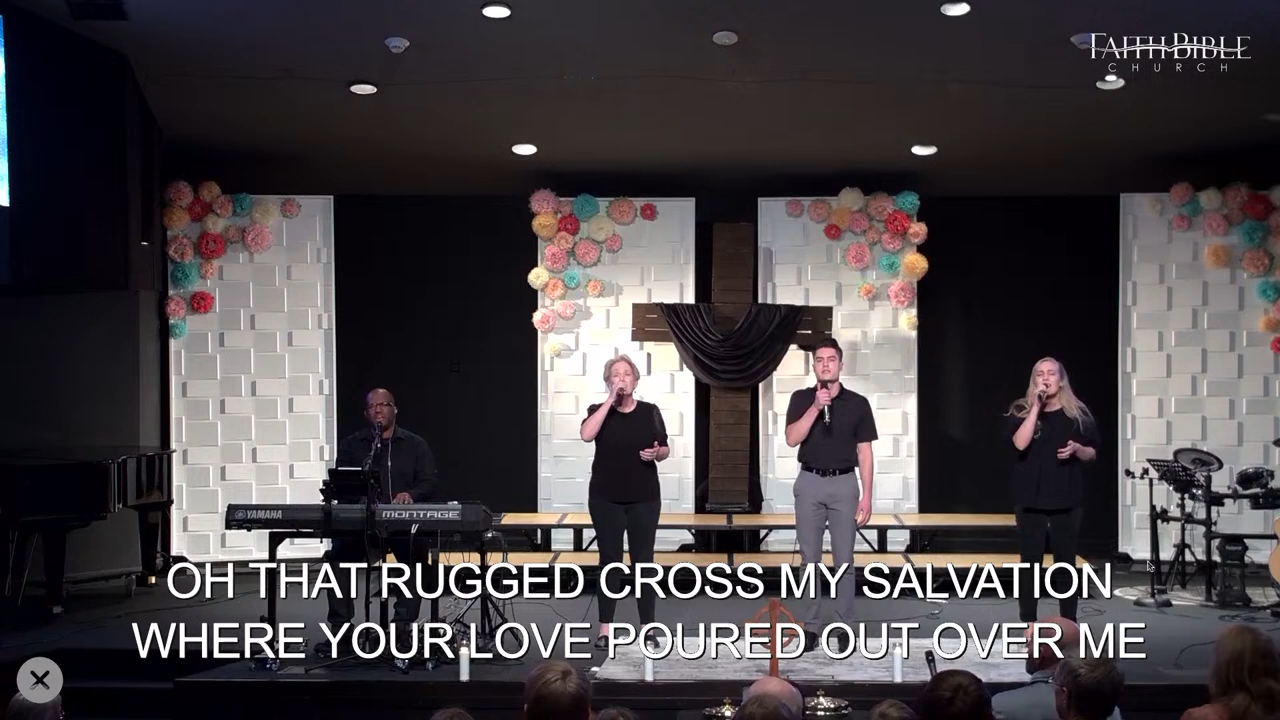 FAITH BIBLE
CHURCH
YAMAHA
MONTAGE
OH THAT RUGGED CROSS MY SALVATION
WHERE YOUR LOVE POURED OUT OVER ME